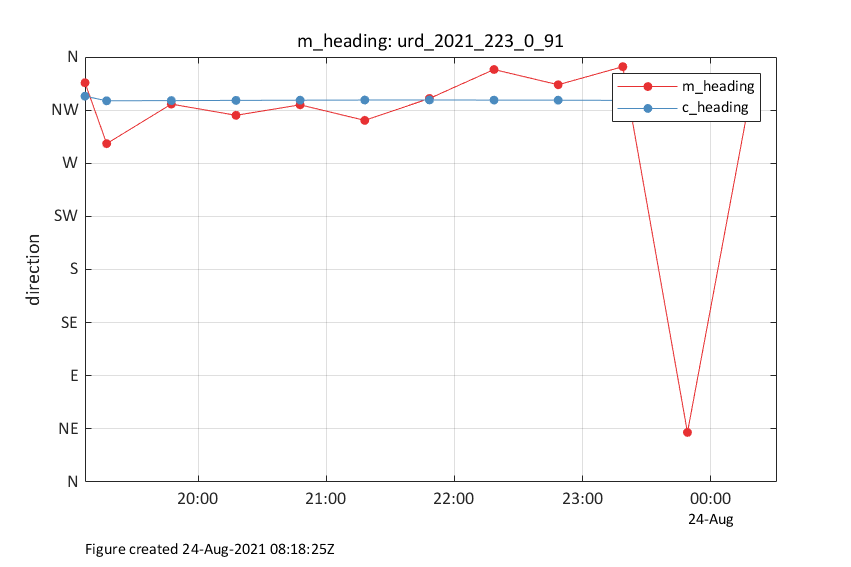 m_heading: urd_2021_223_0_91
N
NW
W
SW
S
SE
E
NE
N
direction
m_heading
c_heading
20:00
21:00
22:00
23:00
00:00
24-Aug
Figure created 24-Aug-2021 08:18:25Z